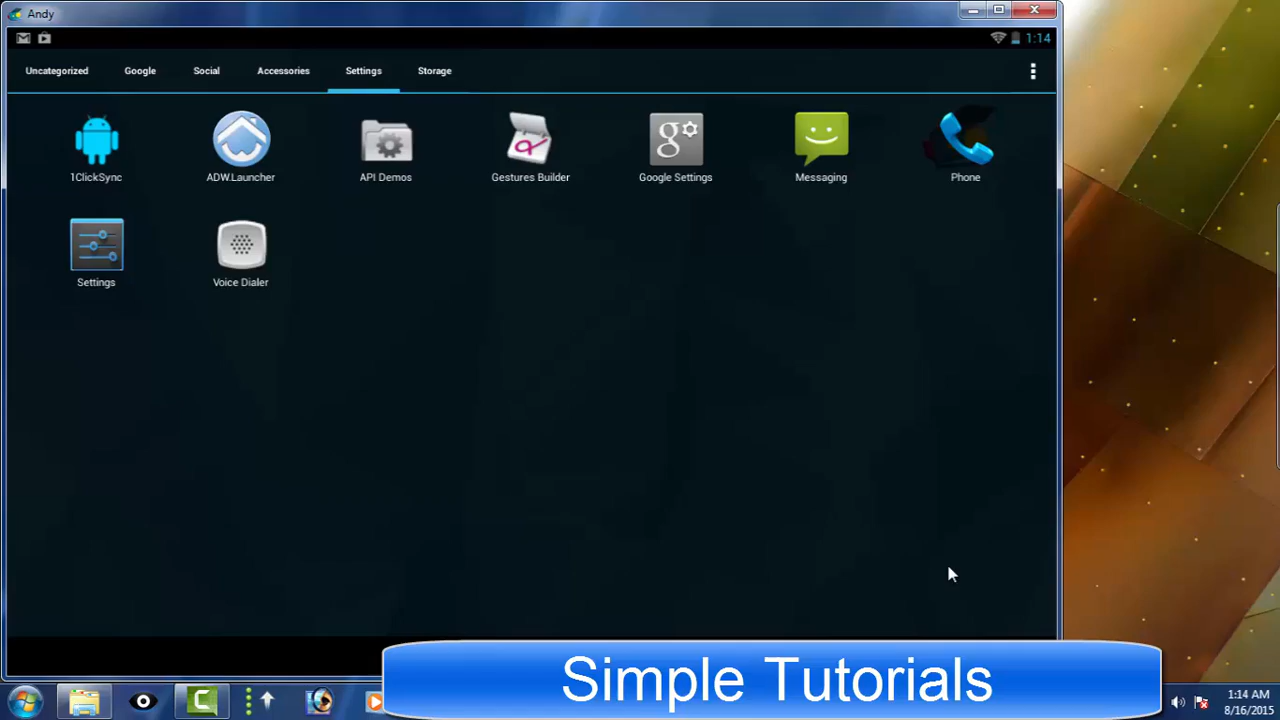 Andy
1:14
Uncategorized Google Social Accessories Settings Storage
1ClickSync ADW.Launcher API Demos Gestures Builder Google Settings Messaging Phone
Settings Voice Dialer
Simple Tutorials
1:14 AM
8/16/2015